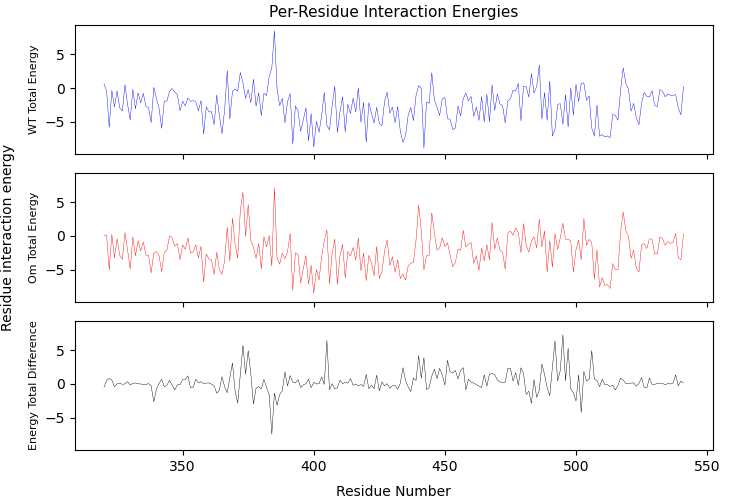 Per-Residue Interaction Energies
Residue interaction energy
WT Total Energy
5
0
−5
Om Total Energy
5
0
−5
Energy Total Difference
5
0
−5
350
400
450
500
550
Residue Number